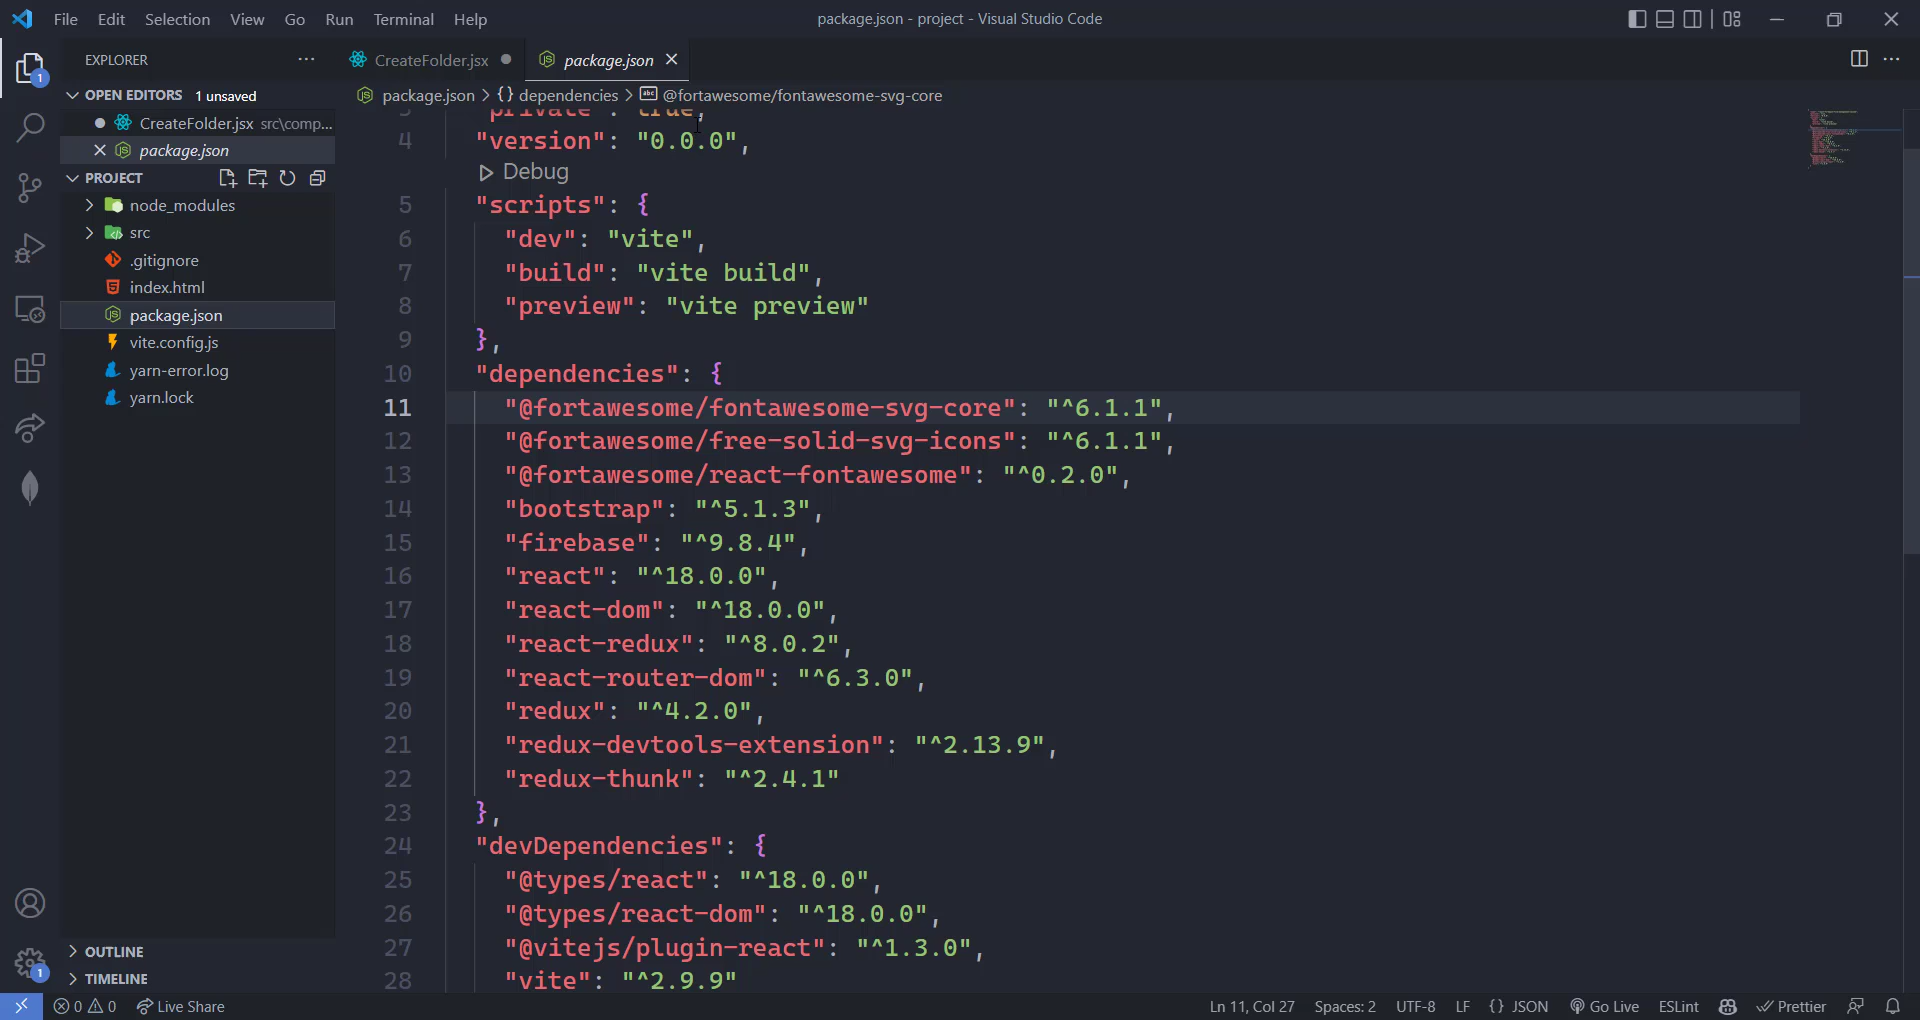 File Edit Selection View Go Run Terminal Help
package.json - project - Visual Studio Code
EXPLORER
CreateFolder.jsx
package.json
OPEN EDITORS 1 unsaved
CreateFolder.jsx src\comp...
package.json
PROJECT
node_modules
src
.gitignore
index.html
package.json
vite.config.js
yarn-error.log
yarn.lock
OUTLINE
TIMELINE
package.json > {} dependencies > @fortawesome/fontawesome-svg-core
"private": true,
4 "version": "0.0.0",
Debug
5 "scripts": {
6 "dev": "vite",
7 "build": "vite build",
8 "preview": "vite preview"
9 },
10 "dependencies": {
11 "@fortawesome/fontawesome-svg-core": "^6.1.1",
12 "@fortawesome/free-solid-svg-icons": "^6.1.1",
13 "@fortawesome/react-fontawesome": "^0.2.0",
14 "bootstrap": "^5.1.3",
15 "firebase": "^9.8.4",
16 "react": "^18.0.0",
17 "react-dom": "^18.0.0",
18 "react-redux": "^8.0.2",
19 "react-router-dom": "^6.3.0",
20 "redux": "^4.2.0",
21 "redux-devtools-extension": "^2.13.9",
22 "redux-thunk": "^2.4.1"
23 },
24 "devDependencies": {
25 "@types/react": "^18.0.0",
26 "@types/react-dom": "^18.0.0",
27 "@vitejs/plugin-react": "^1.3.0",
28 "vite": "^2.9.9"
1
1
0 0 Live Share
Ln 11, Col 27 Spaces: 2 UTF-8 LF {} JSON Go Live ESLint Prettier